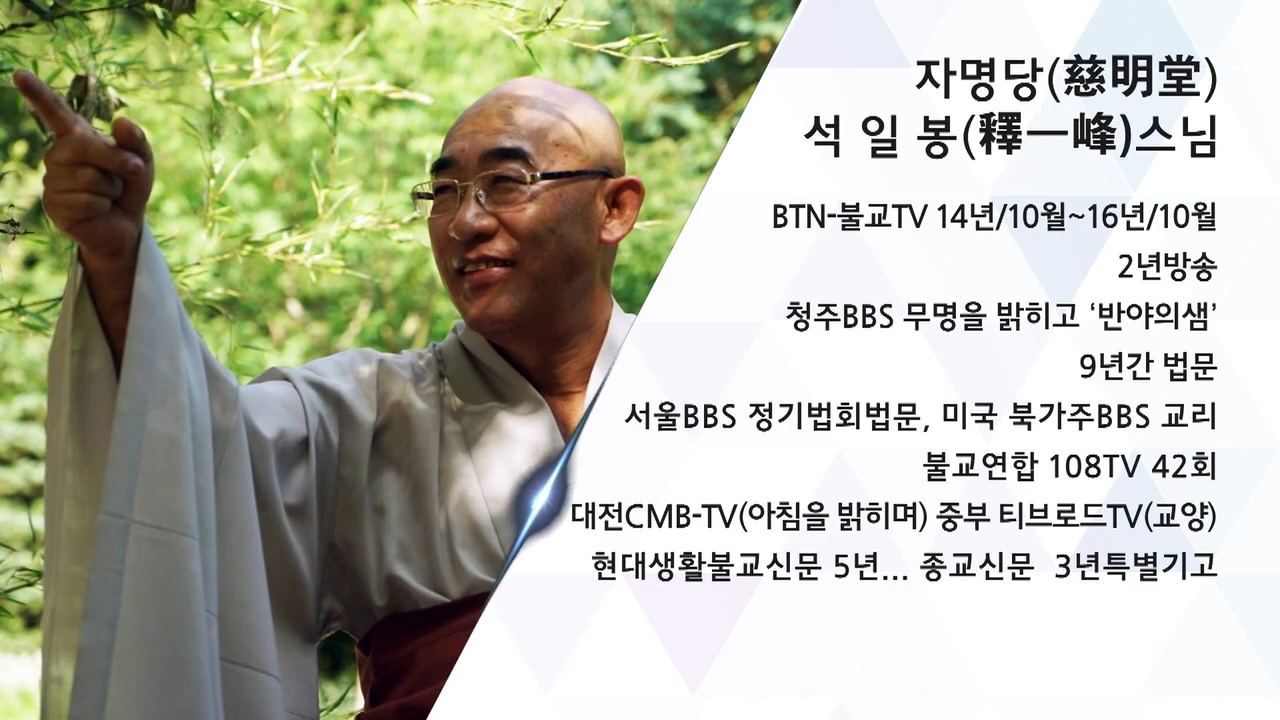 자명당(慈明堂)
석 일 봉(釋一峰)스님
BTN-불교TV 14년/10월~16년/10월
2년방송
청주BBS 무명을 밝히고 ‘반야의샘’
9년간 법문
서울BBS 정기법회법문, 미국 북가주BBS 교리
불교연합 108TV 42회
대전CMB-TV(아침을 밝히며) 중부 티브로드TV(교양)
현대생활불교신문 5년... 종교신문 3년특별기고